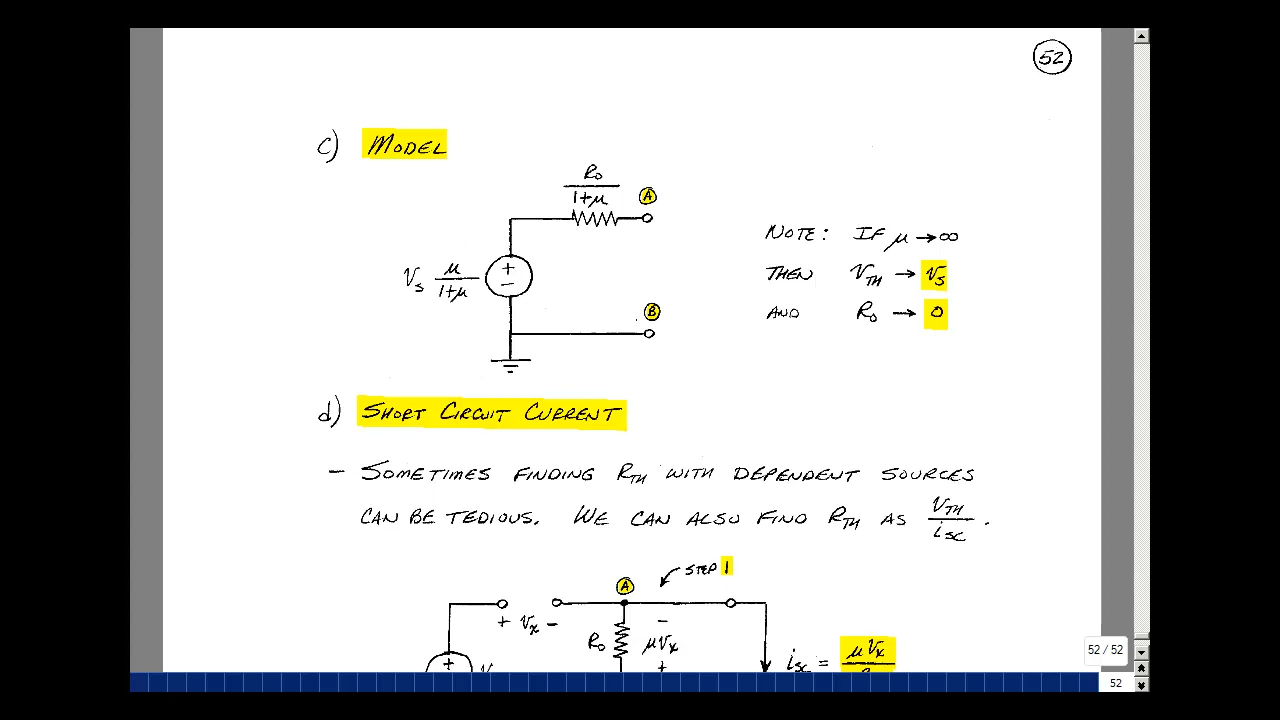 52
c) MODEL
R₀
1+μ
A
Vs μ
1+μ
+
−
B
NOTE: IF μ → ∞
THEN VTH → Vs
AND R₀ → 0
d) SHORT CIRCUIT CURRENT
− SOMETIMES FINDING RTH WITH DEPENDENT SOURCES
CAN BE TEDIOUS. WE CAN ALSO FIND RTH AS VTH/iSC.
STEP 1
A
+ Vx −
R₀
−
μVx
+
+
iSC = μVx
52 / 52
52